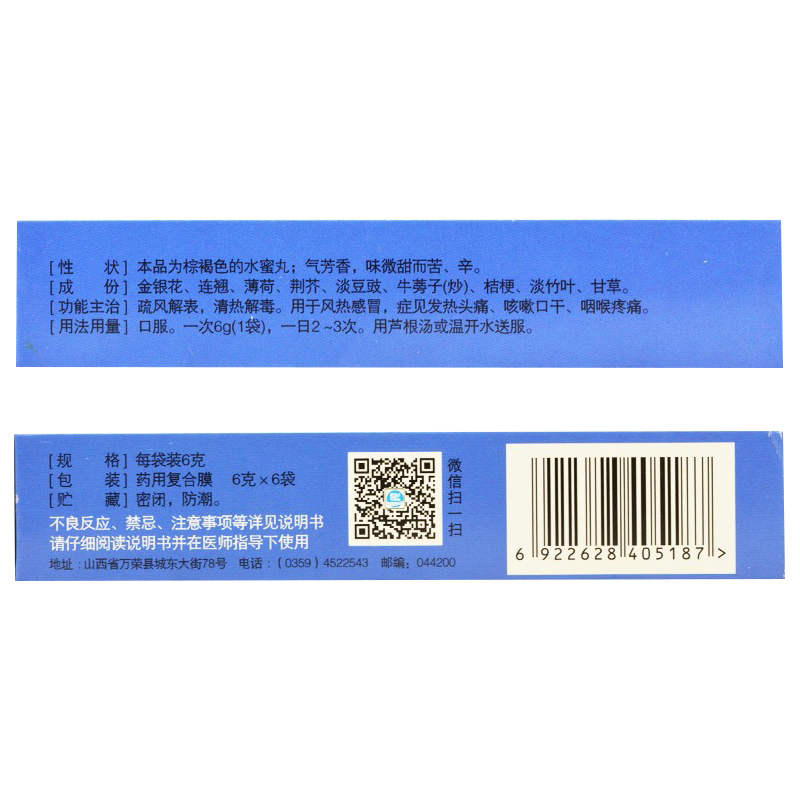 [性　　状] 本品为棕褐色的水蜜丸；气芳香，味微甜而苦、辛。
[成　　份] 金银花、连翘、薄荷、荆芥、淡豆豉、牛蒡子(炒)、桔梗、淡竹叶、甘草。
[功能主治] 疏风解表，清热解毒。用于风热感冒，症见发热头痛、咳嗽口干、咽喉疼痛。
[用法用量] 口服。一次6g(1袋)，一日2~3次。用芦根汤或温开水送服。
[规　　格] 每袋装6克
[包　　装] 药用复合膜　6克×6袋
[贮　　藏] 密闭，防潮。
不良反应、禁忌、注意事项等详见说明书
请仔细阅读说明书并在医师指导下使用
地址：山西省万荣县城东大街78号　电话：(0359) 4522543　邮编：044200
微信扫一扫
6 922628 405187 >